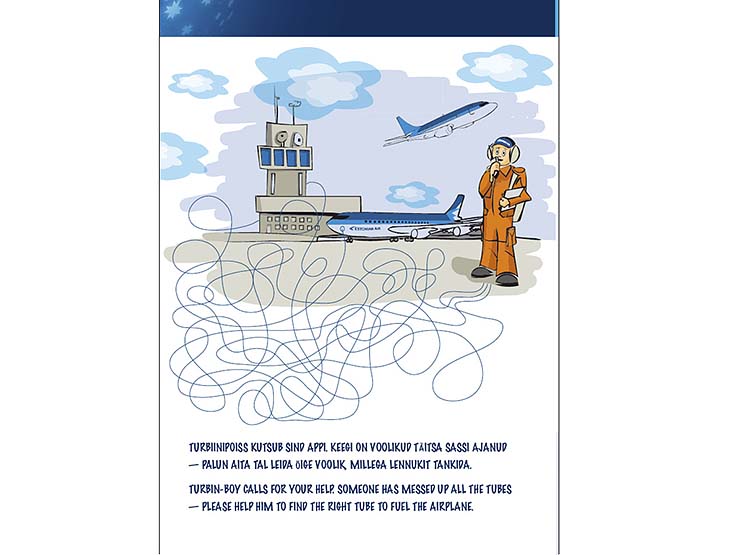 ESTONIAN AIR
TURBIINIPOISS KUTSUB SIND APPI. KEEGI ON VOOLIKUD TÄITSA SASSI AJANUD
— PALUN AITA TAL LEIDA ÕIGE VOOLIK, MILLEGA LENNUKIT TANKIDA.
TURBIN-BOY CALLS FOR YOUR HELP. SOMEONE HAS MESSED UP ALL THE TUBES
— PLEASE HELP HIM TO FIND THE RIGHT TUBE TO FUEL THE AIRPLANE.